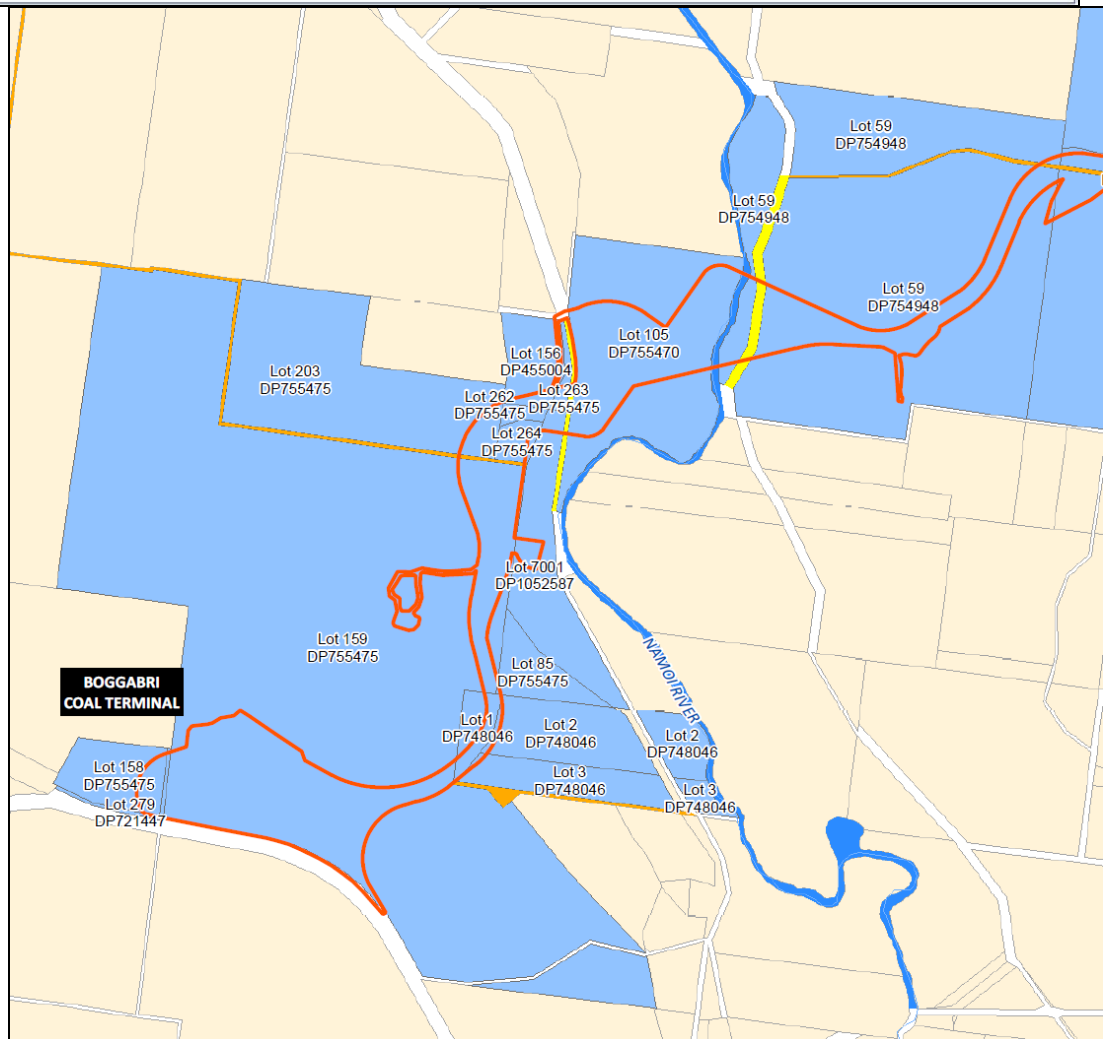 Lot 59
DP754948
Lot 59
DP754948
Lot 59
DP754948
Lot 105
DP755470
Lot 156
DP455004
Lot 203
DP755475
Lot 262
DP755475
Lot 263
DP755475
Lot 264
DP755475
Lot 7001
DP1052587
Lot 159
DP755475
Lot 85
DP755475
NAMOI RIVER
BOGGABRI
COAL TERMINAL
Lot 1
DP748046
Lot 2
DP748046
Lot 2
DP748046
Lot 158
DP755475
Lot 3
DP748046
Lot 3
DP748046
Lot 279
DP721447